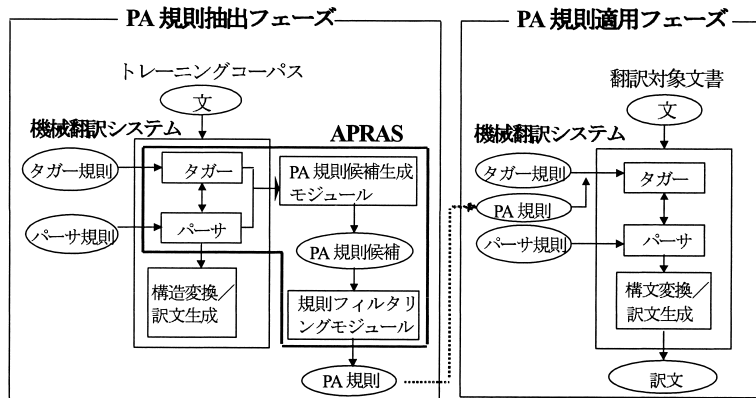 PA 規則抽出フェーズ
トレーニングコーパス
文
機械翻訳システム
APRAS
タガー規則
タガー
PA 規則候補生成
モジュール
パーサ規則
パーサ
PA 規則候補
構造変換／
訳文生成
規則フィルタリ
ングモジュール
PA 規則
PA 規則適用フェーズ
翻訳対象文書
文
機械翻訳システム
タガー規則
タガー
PA 規則
パーサ規則
パーサ
構文変換／
訳文生成
訳文